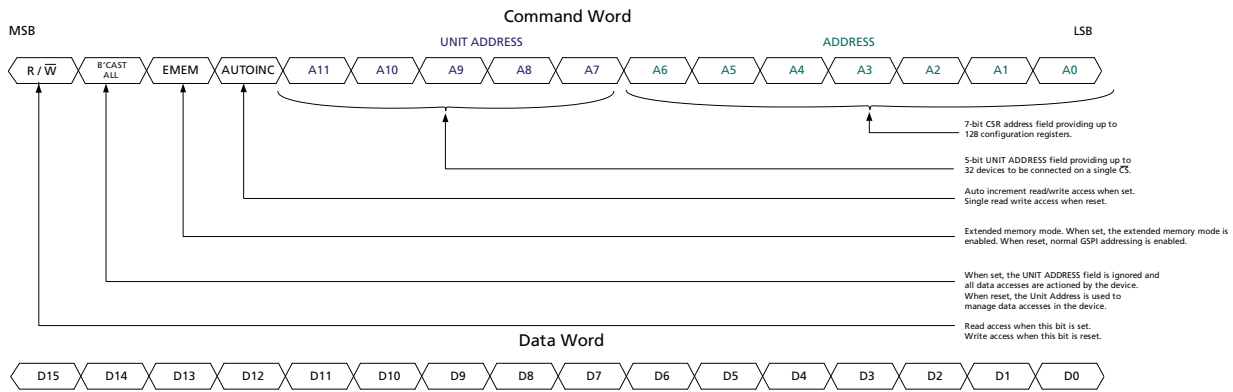 Command Word
MSB
LSB
UNIT ADDRESS
ADDRESS
R / W̅
B'CAST ALL
EMEM
AUTOINC
A11
A10
A9
A8
A7
A6
A5
A4
A3
A2
A1
A0
7-bit CSR address field providing up to
128 configuration registers.
5-bit UNIT ADDRESS field providing up to
32 devices to be connected on a single C̅S̅.
Auto increment read/write access when set.
Single read write access when reset.
Extended memory mode. When set, the extended memory mode is
enabled. When reset, normal GSPI addressing is enabled.
When set, the UNIT ADDRESS field is ignored and
all data accesses are actioned by the device.
When reset, the Unit Address is used to
manage data accesses in the device.
Read access when this bit is set.
Write access when this bit is reset.
Data Word
D15
D14
D13
D12
D11
D10
D9
D8
D7
D6
D5
D4
D3
D2
D1
D0